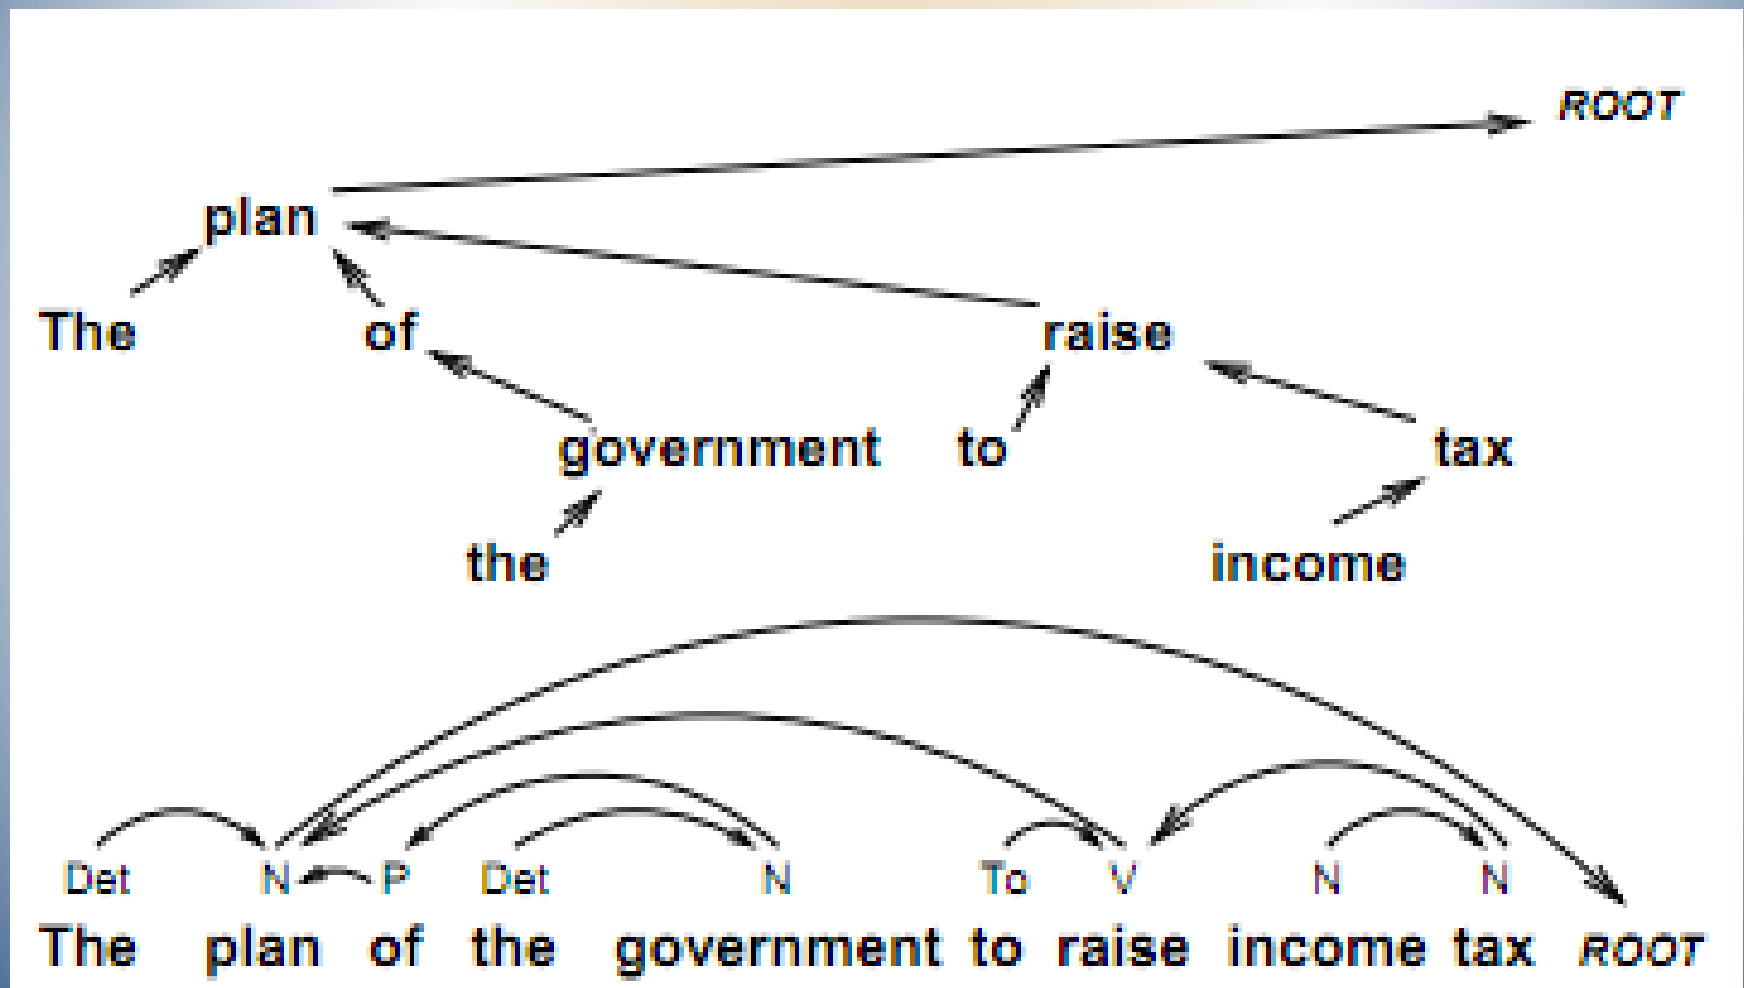 ROOT
plan
The of raise
government to tax
the income
Det N P Det N To V N N
The plan of the government to raise income tax ROOT